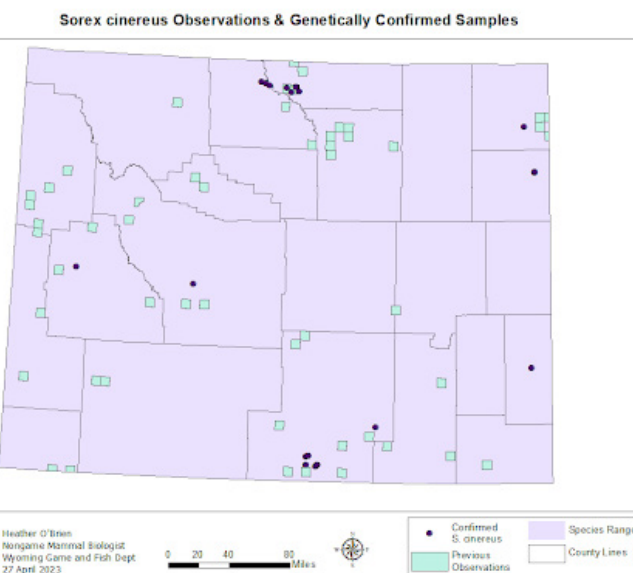 Sorex cinereus Observations & Genetically Confirmed Samples
Heather O'Brien
Nongame Mammal Biologist
Wyoming Game and Fish Dept
27 April 2023
0 20 40 80
Miles
N
W E
S
Confirmed
S. cinereus
Previous
Observations
Species Range
County Lines